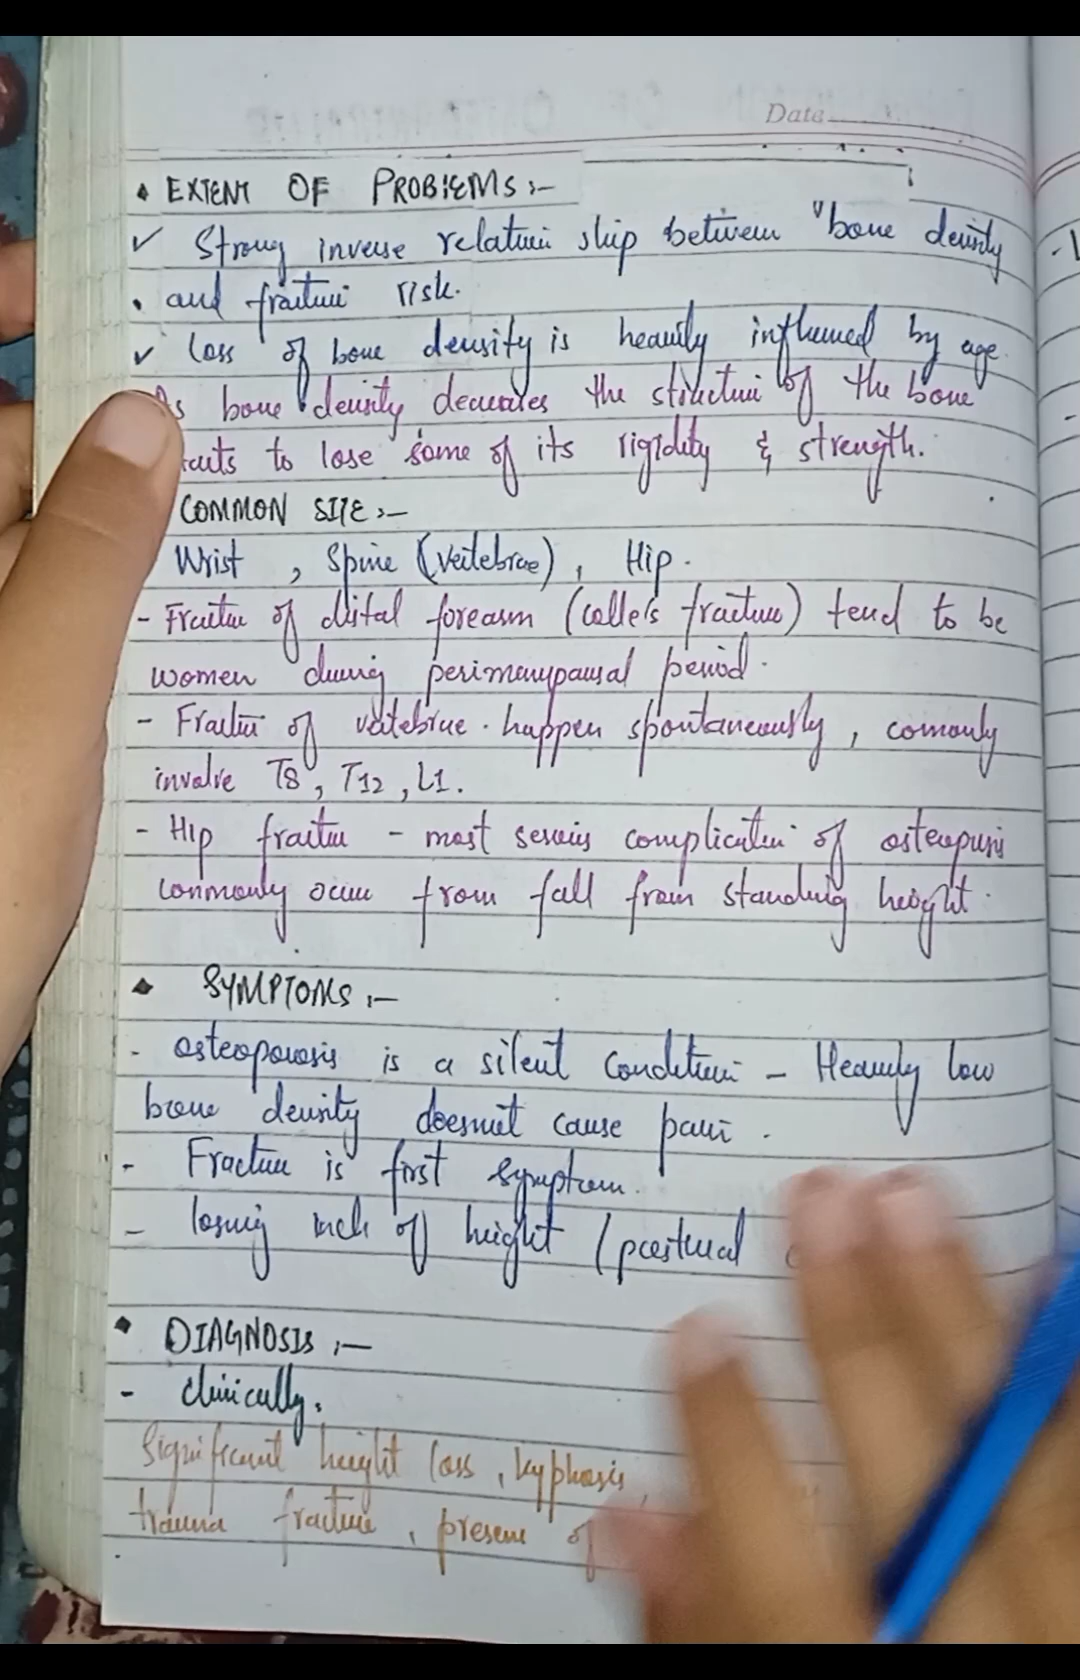 Date
EXTENT OF PROBLEMS :-
✓ Strong inverse relation ship between "bone density
• and fracture risk.
✓ Loss of bone density is heavily influenced by age.
As bone density decreases the structure of the bone
to lose some of its rigidity & strength.
COMMON SITE :-
Wrist , Spine (Vertebrae) , Hip.
- Fracture of distal forearm (colle's fracture) tend to be
women during perimenupausal period.
- Fracture of vertebrae. happen spontaneously, comonly
involve T8, T12, L1.
- Hip fracture - most serious complication of osteoporosis
commonly occur from fall from standing height.
SYMPTOMS :-
- Osteoporosis is a silent condition - Heavily low
bone density doesn't cause pain.
- Fracture is first symptom.
- losing inch of height (postural
DIAGNOSIS :-
- Clinically,
Significant height loss, kyphosis,
trauma fracture, presence of